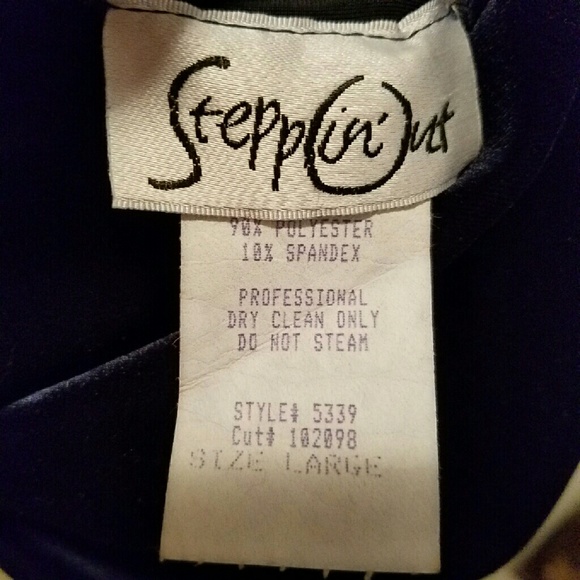 Steppin' Out
90% POLYESTER
10% SPANDEX
PROFESSIONAL
DRY CLEAN ONLY
DO NOT STEAM
STYLE# 5339
Cut# 102098
SIZE LARGE